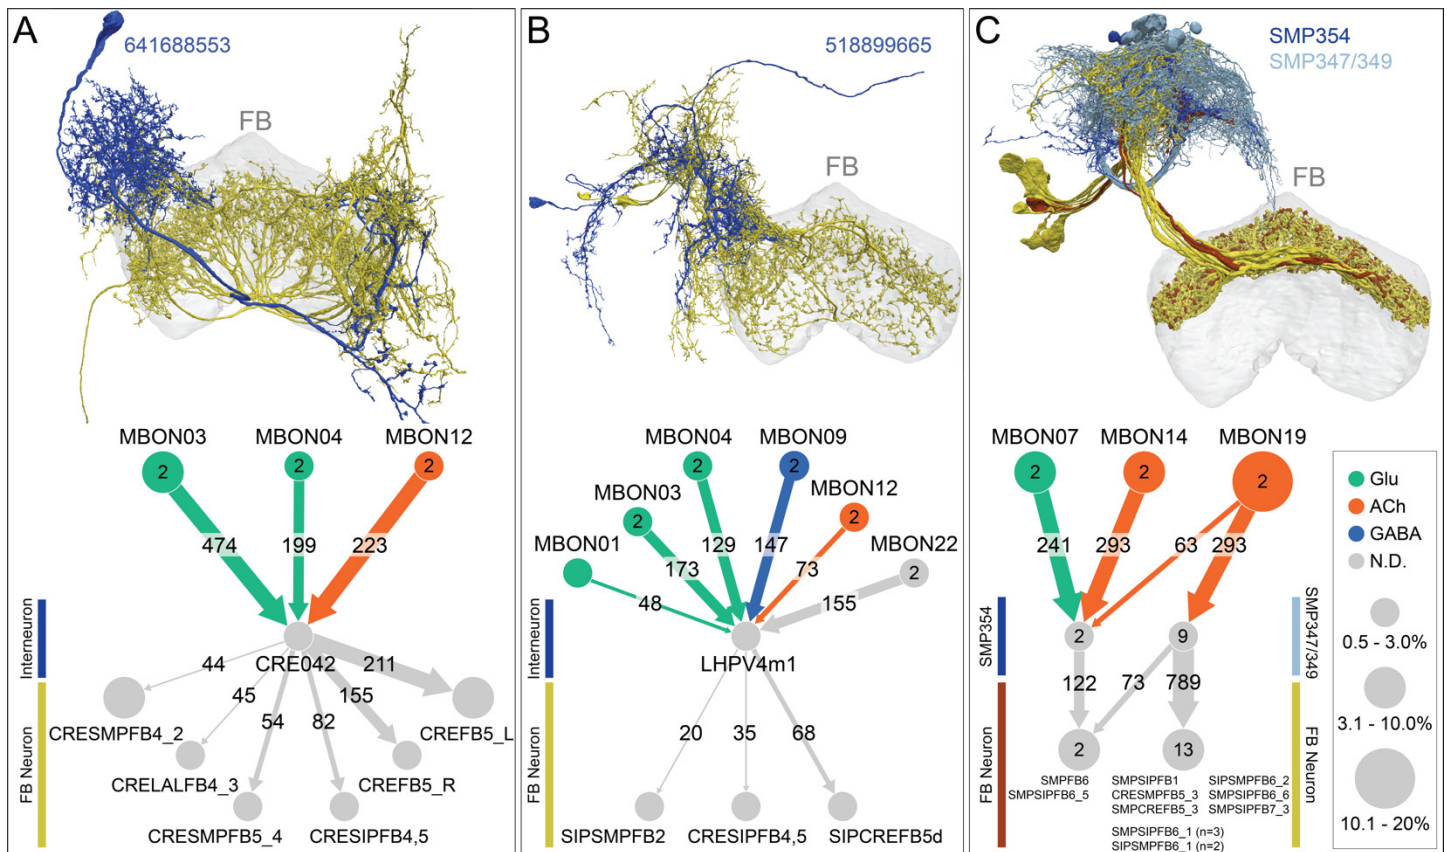 A
641688553
FB
MBON03
MBON04
MBON12
2
2
2
474
199
223
Interneuron
CRE042
44
211
45
155
54
82
CRESMPFB4_2
CREFB5_L
CRELALFB4_3
CREFB5_R
CRESMPFB5_4
CRESIPFB4,5
FB Neuron
B
518899665
FB
MBON04
MBON09
2
2
MBON03
MBON12
2
2
MBON01
MBON22
2
129
147
173
73
48
155
Interneuron
LHPV4m1
20
35
68
FB Neuron
SIPSMPFB2
CRESIPFB4,5
SIPCREFB5d
C
SMP354
SMP347/349
FB
MBON07
MBON14
MBON19
2
2
2
241
293
63
293
SMP354
2
9
SMP347/349
122
73
789
FB Neuron
2
13
FB Neuron
SMPFB6
SMPSIPFB6_5
SMPSIPFB1
CRESMPFB5_3
SMPCREFB5_3
SIPSMPFB6_2
SIPSMPFB6_6
SMPSIPFB7_3
SMPSIPFB6_1 (n=3)
SIPSMPFB6_1 (n=2)
Glu
ACh
GABA
N.D.
0.5 - 3.0%
3.1 - 10.0%
10.1 - 20%